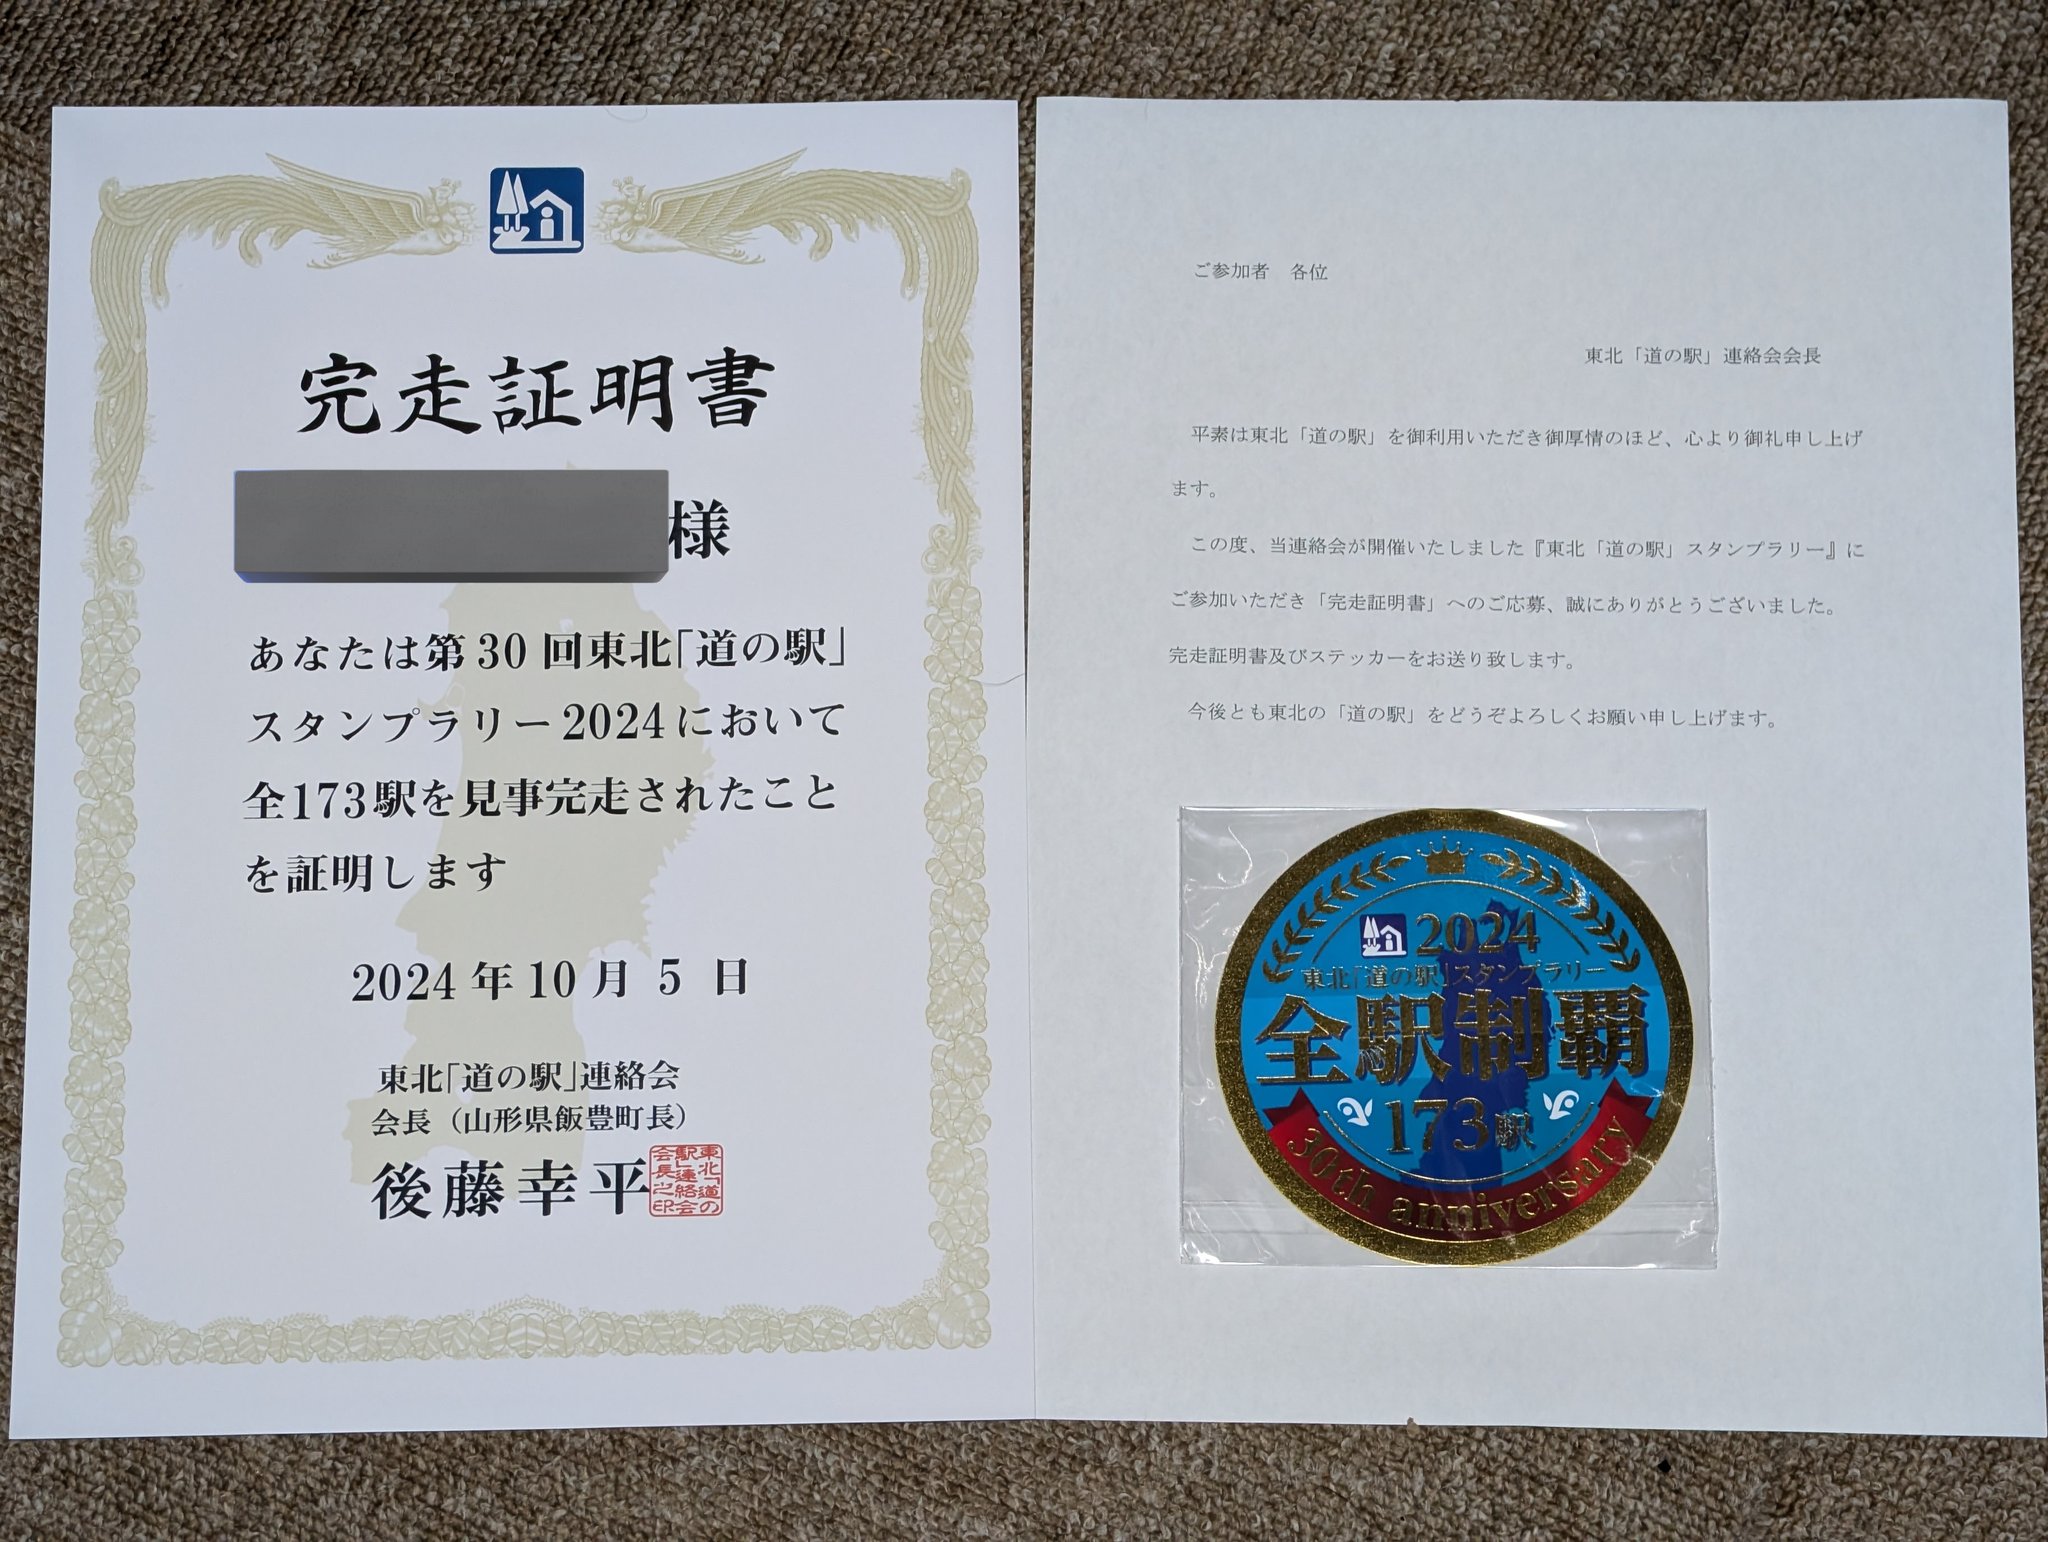 完走証明書
様
あなたは第30回東北「道の駅」
スタンプラリー2024において
全173駅を見事完走されたこと
を証明します
2024年10月5日
東北「道の駅」連絡会
会長（山形県飯豊町長）
後藤幸平
東北「道の
駅」連絡会
会長之印
ご参加者　各位
東北「道の駅」連絡会会長
平素は東北「道の駅」を御利用いただき御厚情のほど、心より御礼申し上げ
ます。
この度、当連絡会が開催いたしました『東北「道の駅」スタンプラリー』に
ご参加いただき「完走証明書」へのご応募、誠にありがとうございました。
完走証明書及びステッカーをお送り致します。
今後とも東北の「道の駅」をどうぞよろしくお願い申し上げます。
2024
東北「道の駅」スタンプラリー
全駅制覇
173駅
30th anniversary